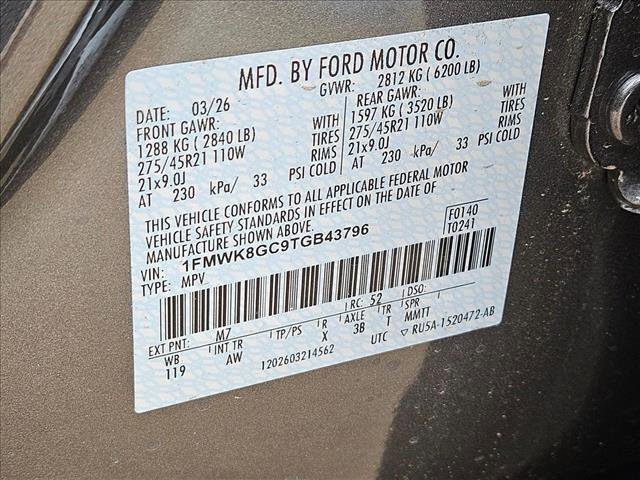 MFD. BY FORD MOTOR CO.
DATE: 03/26 GVWR: 2812 KG ( 6200 LB)
FRONT GAWR: REAR GAWR:
1288 KG ( 2840 LB) WITH 1597 KG ( 3520 LB) WITH
275/45R21 110W TIRES 275/45R21 110W TIRES
21x9.0J RIMS 21x9.0J RIMS
AT 230 kPa/ 33 PSI COLD AT 230 kPa/ 33 PSI COLD
THIS VEHICLE CONFORMS TO ALL APPLICABLE FEDERAL MOTOR
VEHICLE SAFETY STANDARDS IN EFFECT ON THE DATE OF
MANUFACTURE SHOWN ABOVE. F0140
VIN: 1FMWK8GC9TGB43796 T0241
TYPE: MPV
RC: 52 DSO:
EXT PNT: M7
WB INT TR TP/PS R AXLE TR SPR
119 AW X 3B T MMTT
1202603214562 UTC ▽ RU5A-1520472-AB